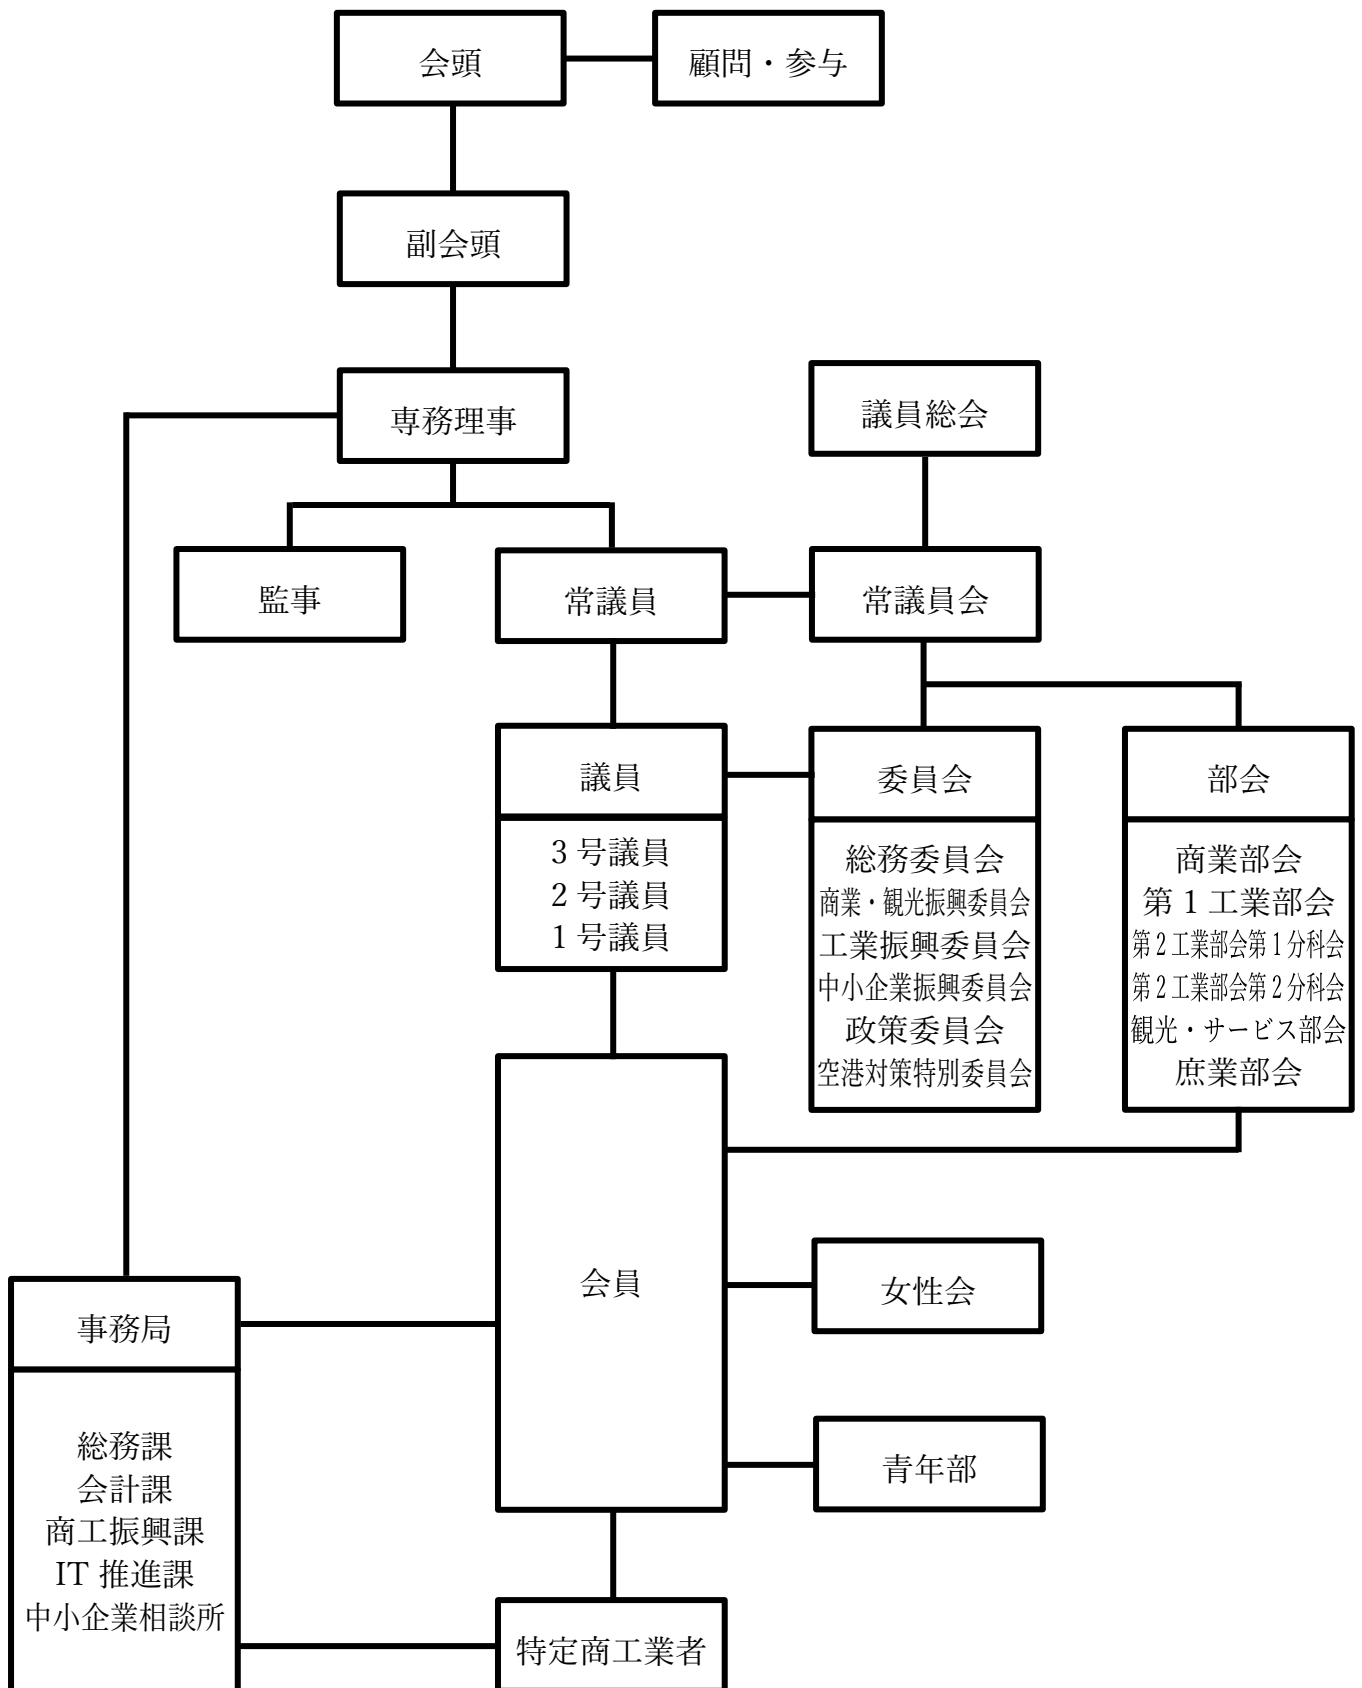 会頭
顧問・参与
副会頭
専務理事
議員総会
監事
常議員
常議員会
議員
3号議員
2号議員
1号議員
委員会
総務委員会
商業・観光振興委員会
工業振興委員会
中小企業振興委員会
政策委員会
空港対策特別委員会
部会
商業部会
第1工業部会
第2工業部会第1分科会
第2工業部会第2分科会
観光・サービス部会
庶業部会
会員
女性会
青年部
事務局
総務課
会計課
商工振興課
IT 推進課
中小企業相談所
特定商工業者